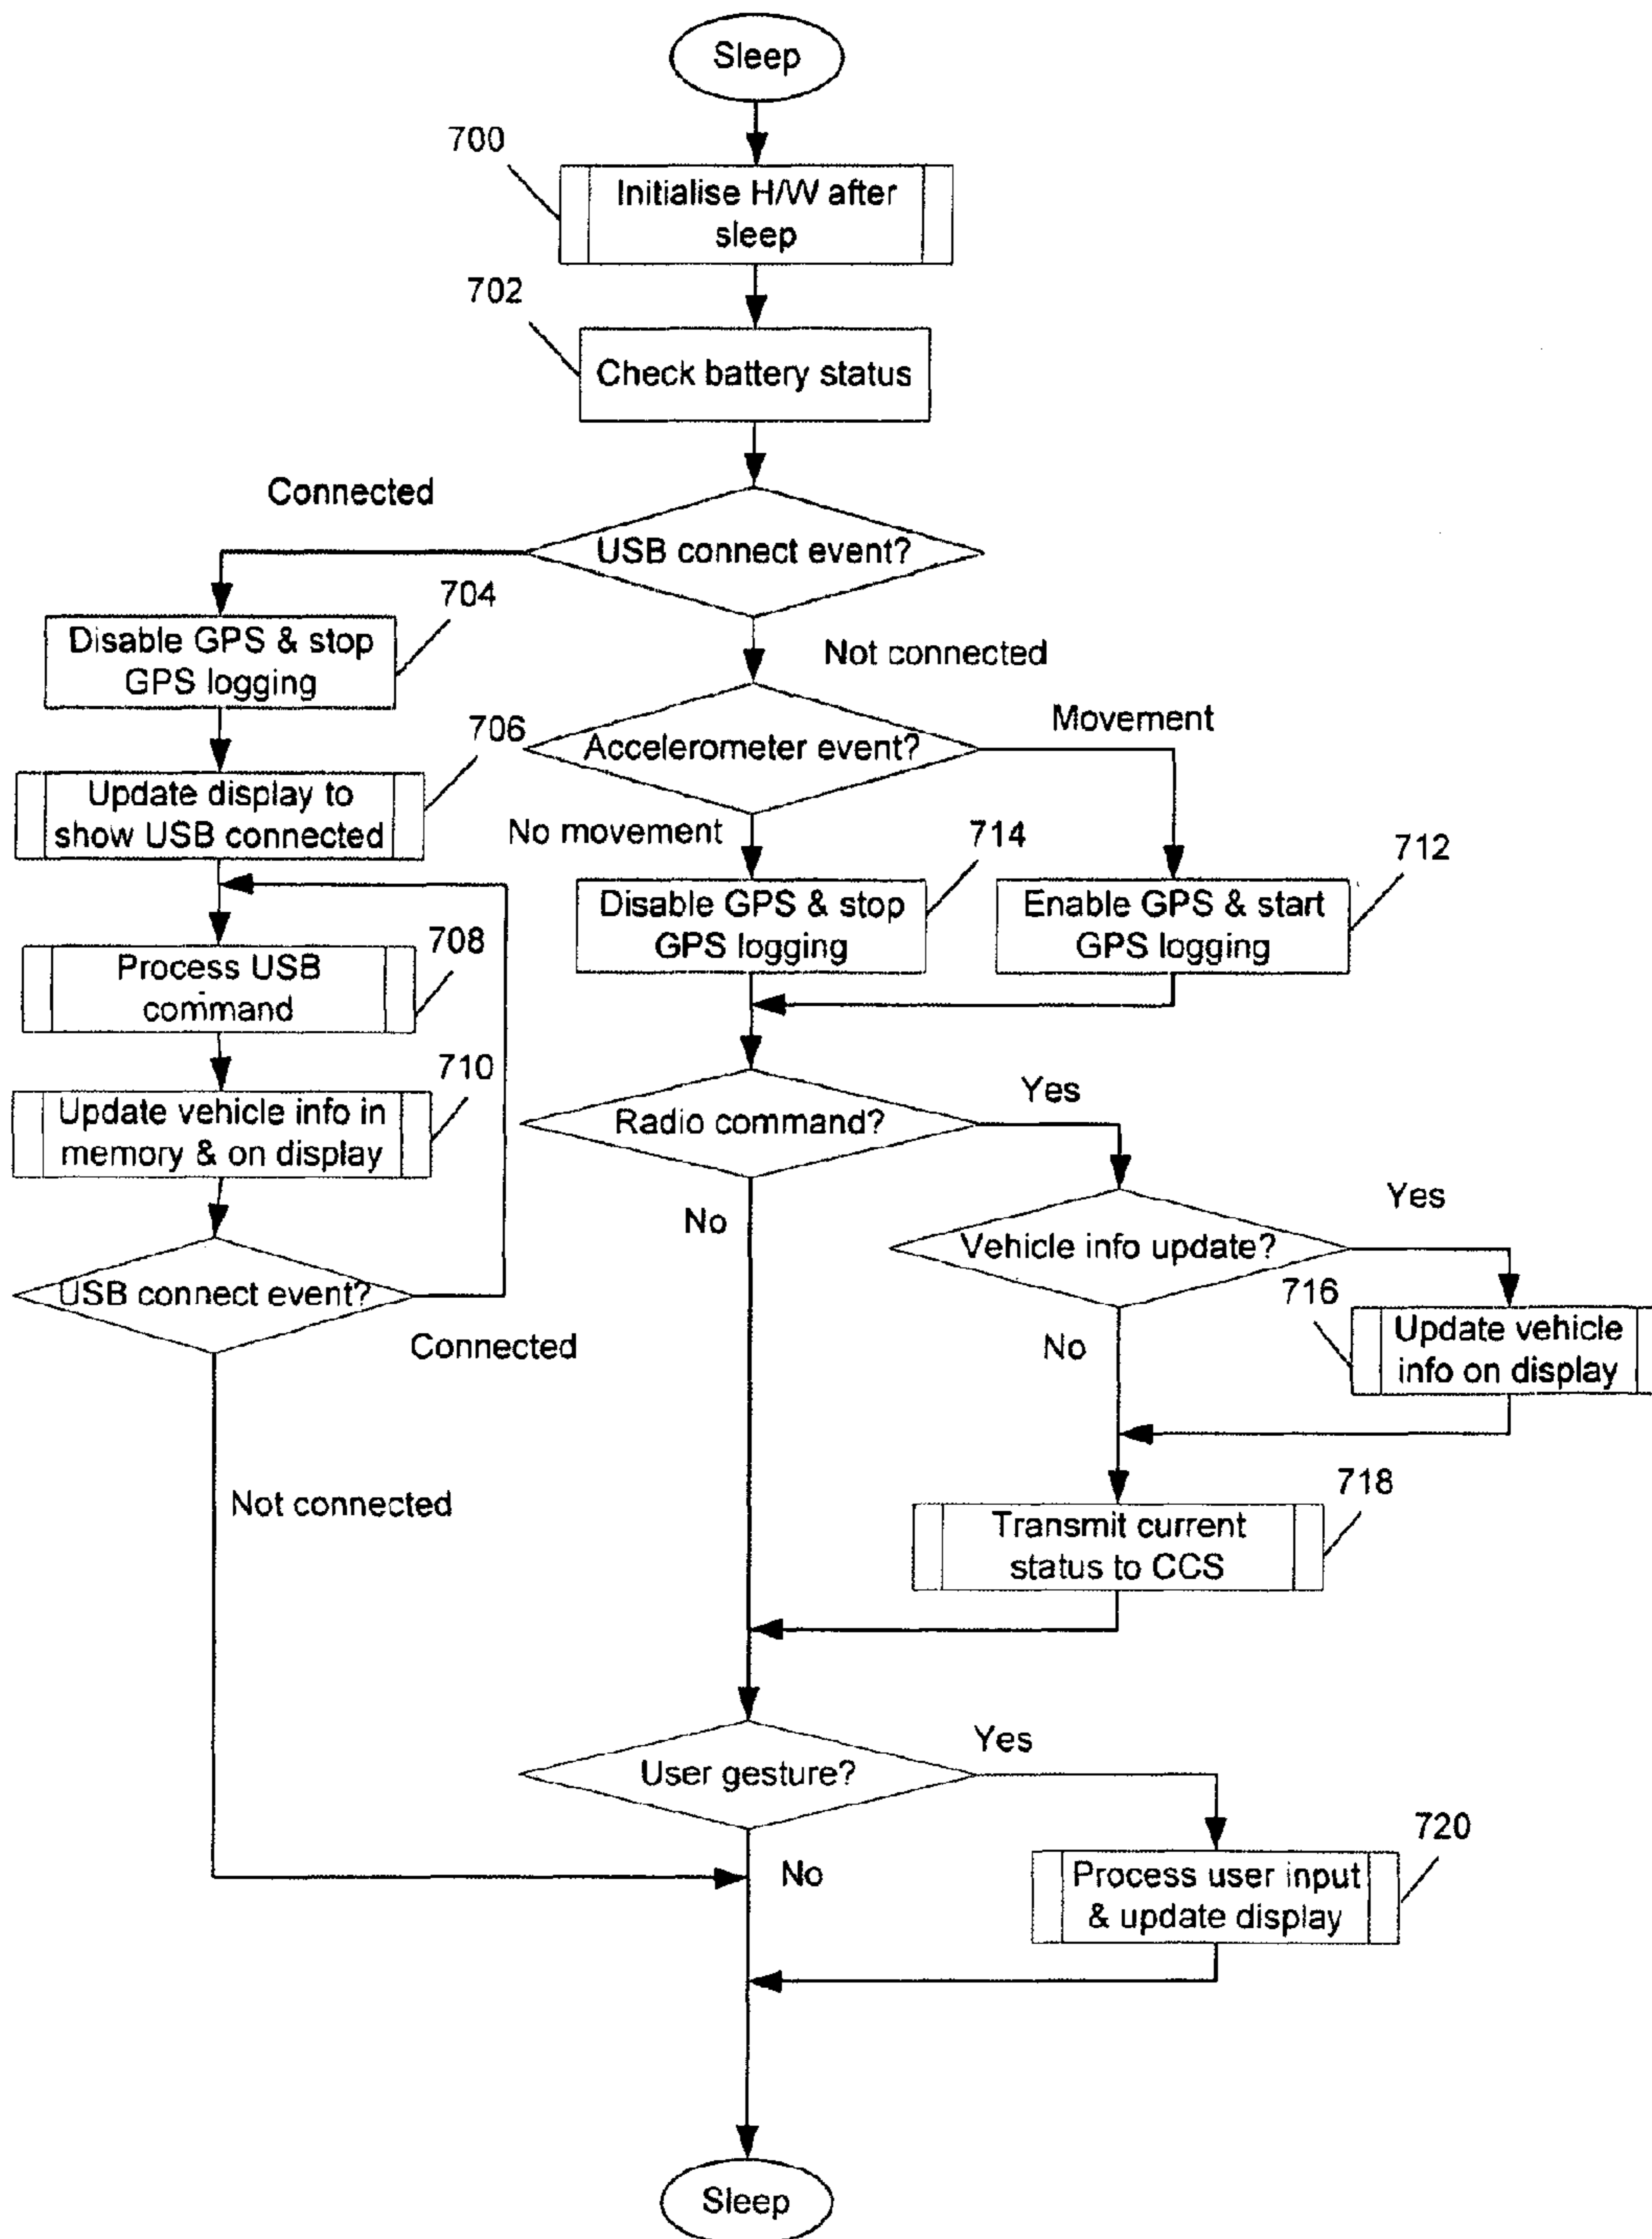 Sleep
700
Initialise H/W after
sleep
702
Check battery status
Connected
USB connect event?
704
Disable GPS & stop
GPS logging
Not connected
706
Movement
Accelerometer event?
Update display to
show USB connected
No movement
714
712
Disable GPS & stop
GPS logging
Enable GPS & start
GPS logging
708
Process USB
command
710
Update vehicle info in
memory & on display
Radio command?
Yes
No
Vehicle info update?
Yes
USB connect event?
Connected
716
Update vehicle
info on display
No
Not connected
718
Transmit current
status to CCS
User gesture?
Yes
720
No
Process user input
& update display
Sleep